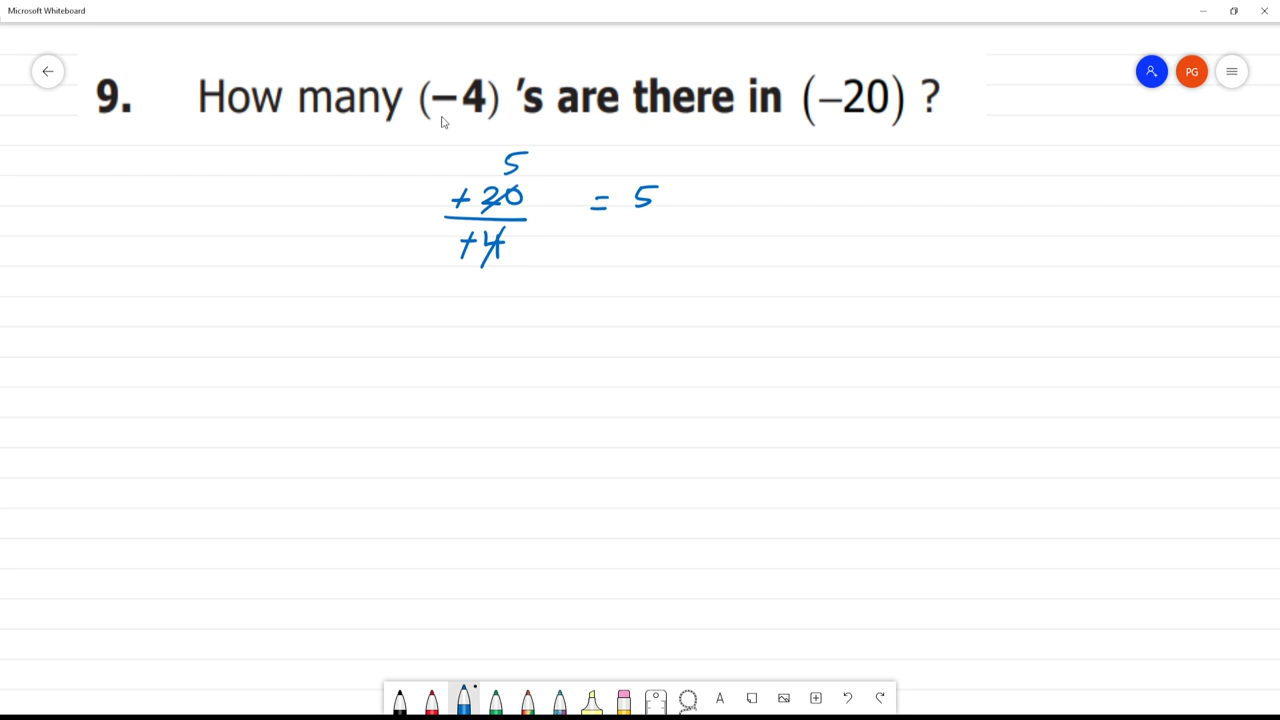 Microsoft Whiteboard
PG
9. How many (−4) 's are there in (−20) ?
5
+20 = 5
+4
A